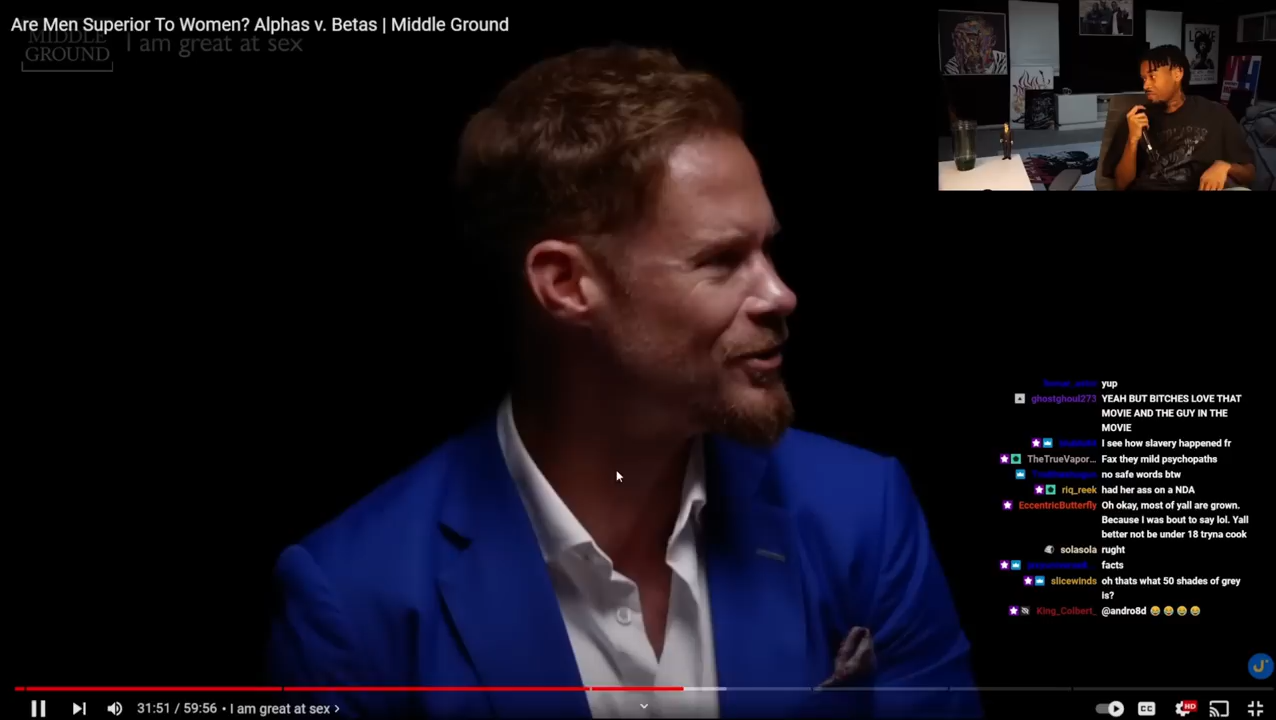 Are Men Superior To Women? Alphas v. Betas | Middle Ground
MIDDLE
GROUND
I am great at sex
LOVE
yup
ghostghoul273 YEAH BUT BITCHES LOVE THAT
MOVIE AND THE GUY IN THE
MOVIE
I see how slavery happened fr
TheTrueVapor... Fax they mild psychopaths
no safe words btw
riq_reek had her ass on a NDA
EccentricButterfly Oh okay, most of yall are grown.
Because I was bout to say lol. Yall
better not be under 18 tryna cook
solasola rught
facts
slicewinds oh thats what 50 shades of grey
is?
King_Colbert_ @andro8d 😂 😂 😂 😂
31:51 / 59:56 • I am great at sex >
CC
HD